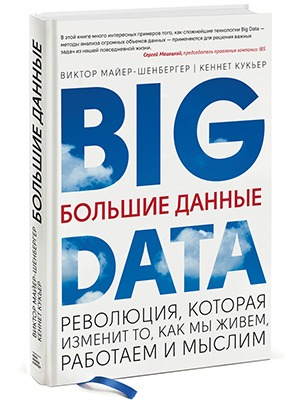 В этой книге много интересных примеров того, как сложнейшие технологии Big Data —
методы анализа огромных объемов данных — применяются для решения важных
задач из нашей повседневной жизни.
Сергей Мацоцкий, председатель правления компании IBS
ВИКТОР МАЙЕР-ШЕНБЕРГЕР КЕННЕТ КУКЬЕР
BIG
БОЛЬШИЕ ДАННЫЕ
DATA
РЕВОЛЮЦИЯ, КОТОРАЯ
ИЗМЕНИТ ТО, КАК МЫ ЖИВЕМ,
РАБОТАЕМ И МЫСЛИМ
ВИКТОР МАЙЕР-ШЕНБЕРГЕР
КЕННЕТ КУКЬЕР
БОЛЬШИЕ ДАННЫЕ